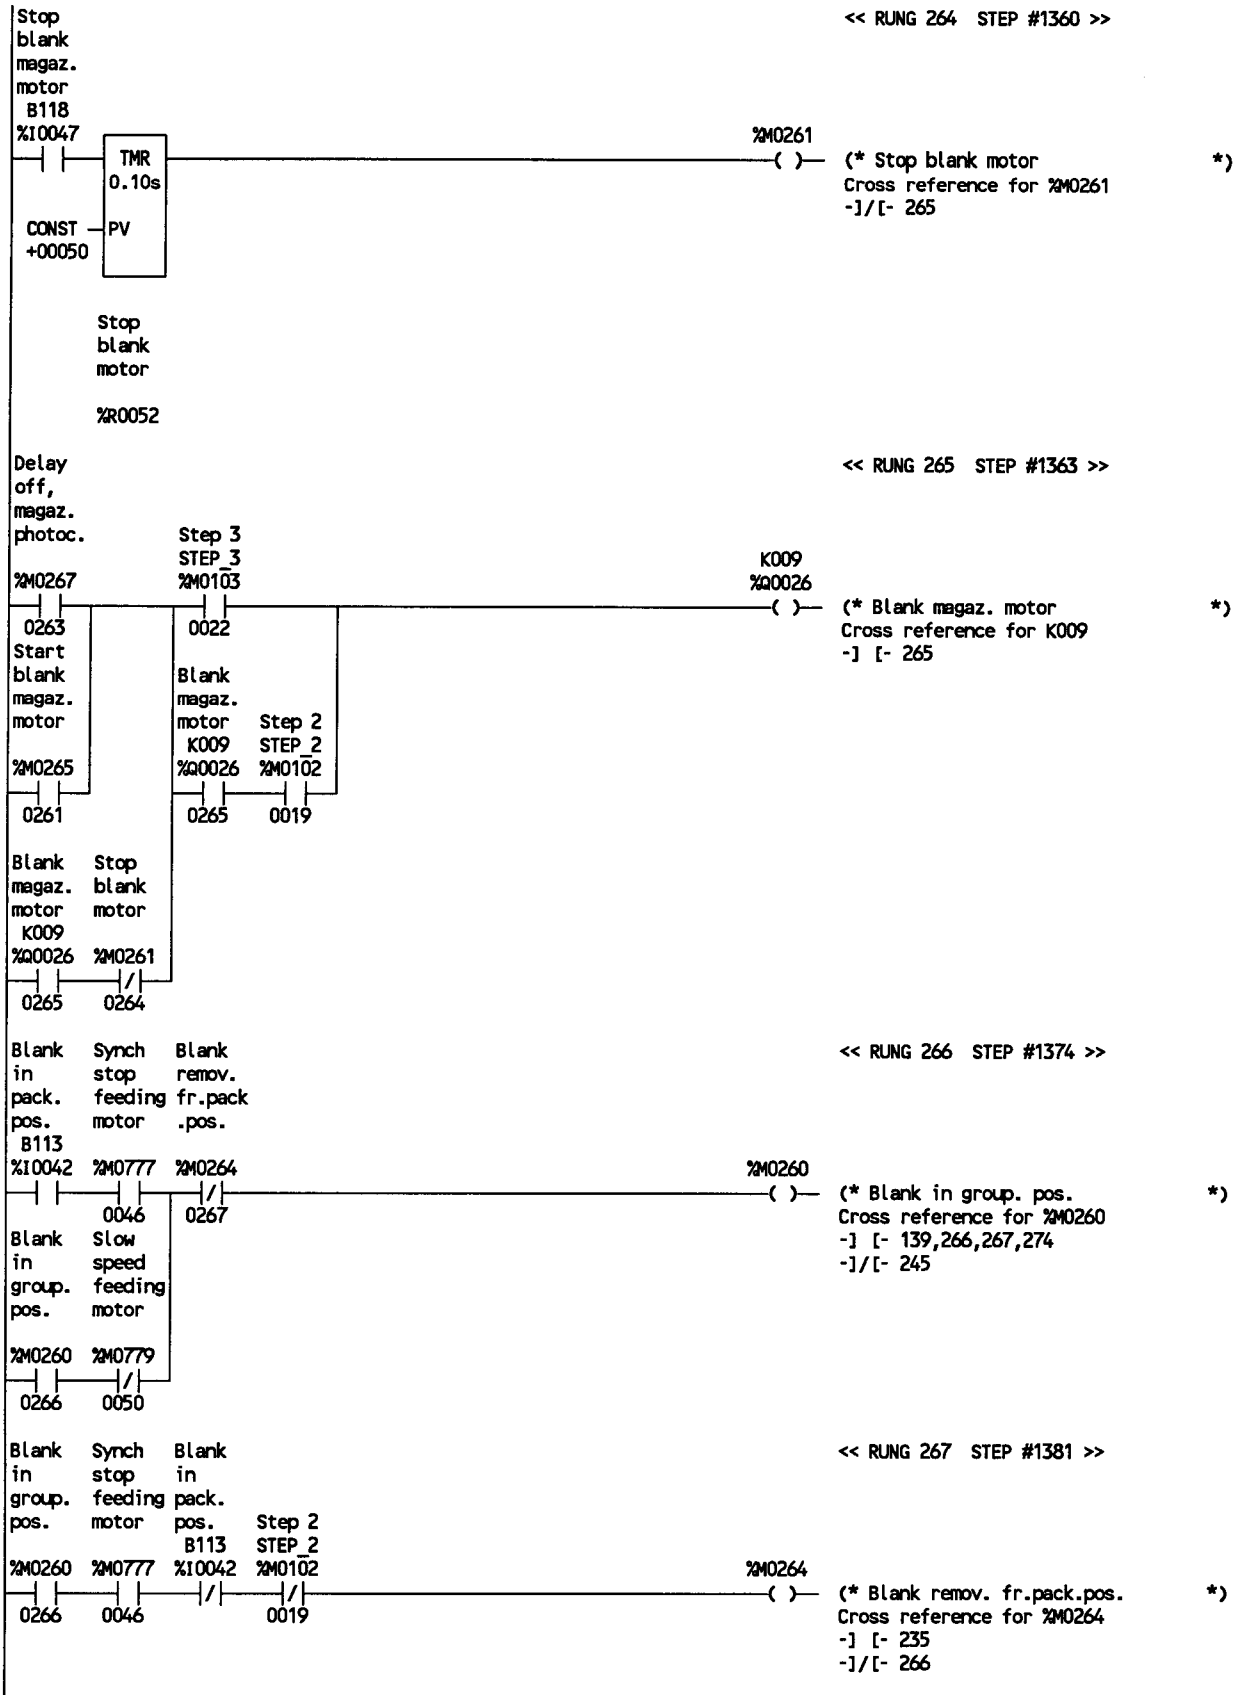 Stop
blank
magaz.
motor
B118
%I0047
<< RUNG 264 STEP #1360 >>
TMR
0.10s
CONST
+00050
PV
%M0261
-( )-
(* Stop blank motor *)
Cross reference for %M0261
-]/[- 265
Stop
blank
motor
%R0052
Delay
off,
magaz.
photoc.
%M0267
0263
<< RUNG 265 STEP #1363 >>
Step 3
STEP_3
%M0103
0022
K009
%Q0026
-( )-
(* Blank magaz. motor *)
Cross reference for K009
-] [- 265
Start
blank
magaz.
motor
%M0265
0261
Blank
magaz.
motor
K009
%Q0026
0265
Step 2
STEP_2
%M0102
0019
Blank
magaz.
motor
K009
%Q0026
0265
Stop
blank
motor
%M0261
0264
Blank
in
pack.
pos.
B113
%I0042
Synch
stop
feeding
motor
%M0777
0046
Blank
remov.
fr.pack
.pos.
%M0264
0267
<< RUNG 266 STEP #1374 >>
%M0260
-( )-
(* Blank in group. pos. *)
Cross reference for %M0260
-] [- 139,266,267,274
-]/[- 245
Blank
in
group.
pos.
%M0260
0266
Slow
speed
feeding
motor
%M0779
0050
Blank
in
group.
pos.
%M0260
0266
Synch
stop
feeding
motor
%M0777
0046
Blank
in
pack.
pos.
B113
%I0042
Step 2
STEP_2
%M0102
0019
<< RUNG 267 STEP #1381 >>
%M0264
-( )-
(* Blank remov. fr.pack.pos. *)
Cross reference for %M0264
-] [- 235
-]/[- 266